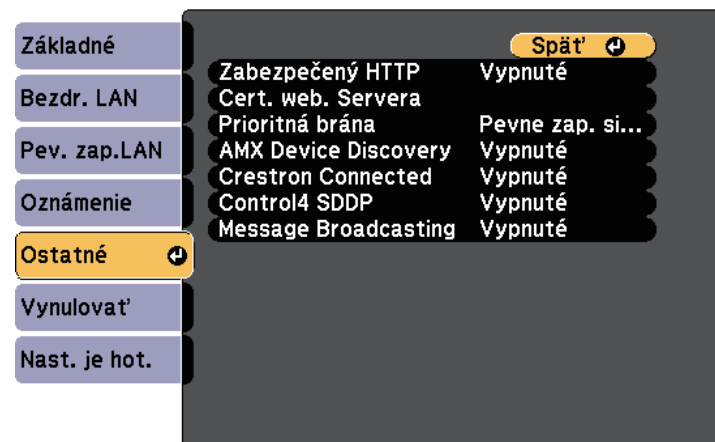 Základné
Bezdr. LAN
Pev. zap.LAN
Oznámenie
Ostatné
Vynulovať
Nast. je hot.
Späť
Zabezpečený HTTP Vypnuté
Cert. web. Servera
Prioritná brána Pevne zap. si...
AMX Device Discovery Vypnuté
Crestron Connected Vypnuté
Control4 SDDP Vypnuté
Message Broadcasting Vypnuté